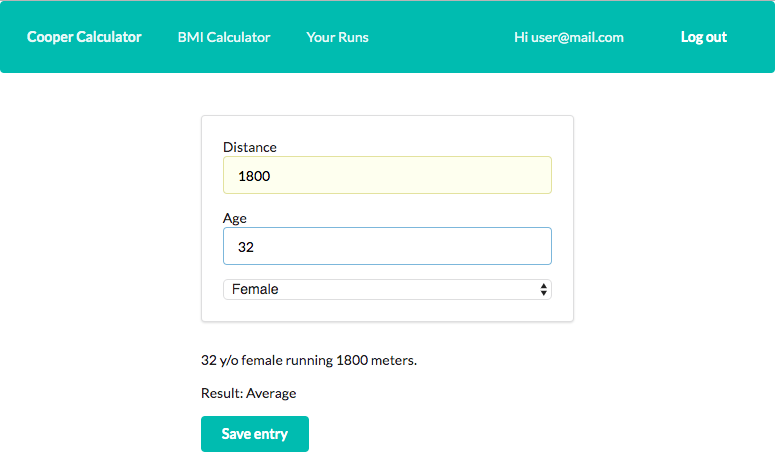 Cooper Calculator BMI Calculator Your Runs Hi user@mail.com Log out
Distance
1800
Age
32
Female
32 y/o female running 1800 meters.
Result: Average
Save entry